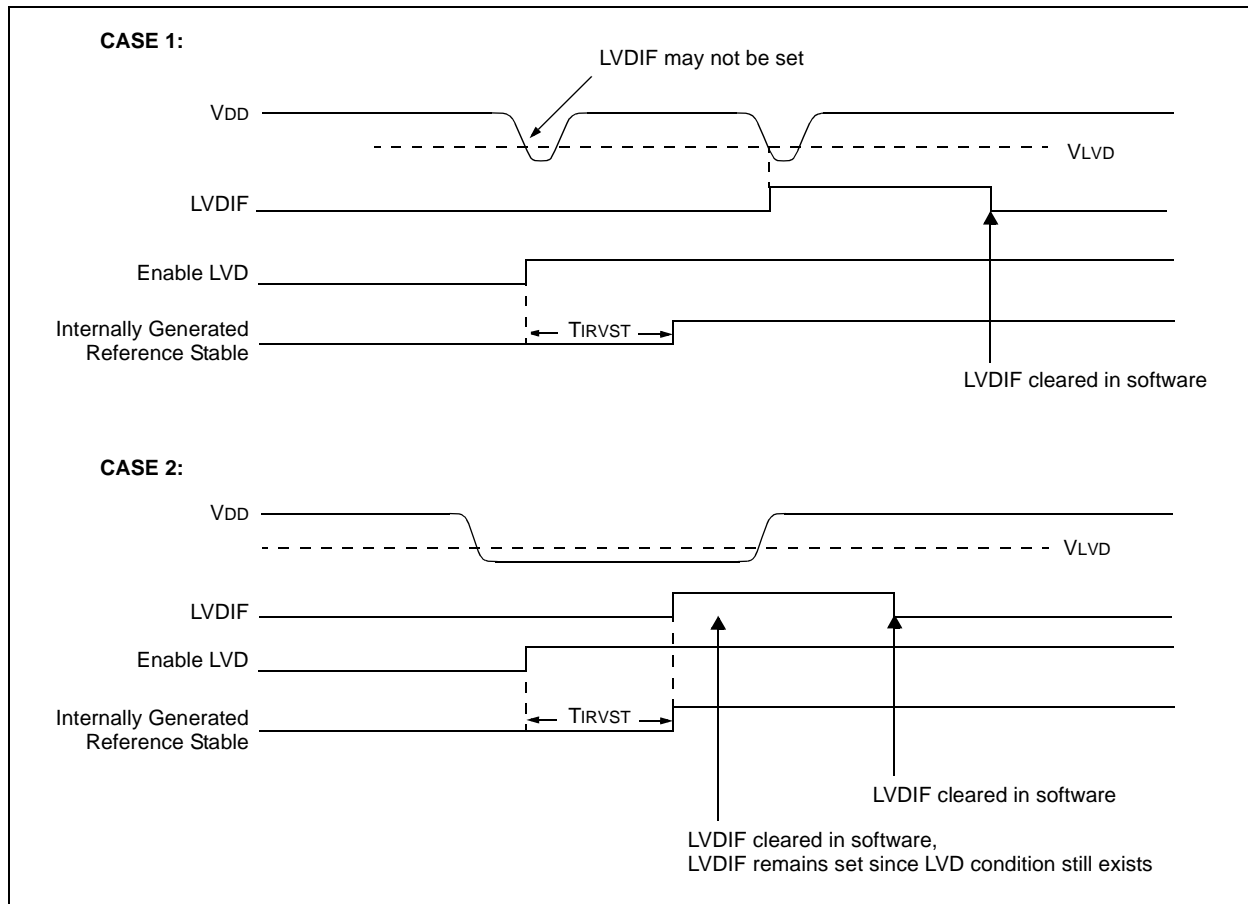 CASE 1:
LVDIF may not be set
VDD
VLVD
LVDIF
Enable LVD
Internally Generated
Reference Stable
TIRVST
LVDIF cleared in software
CASE 2:
VDD
VLVD
LVDIF
Enable LVD
Internally Generated
Reference Stable
TIRVST
LVDIF cleared in software
LVDIF cleared in software,
LVDIF remains set since LVD condition still exists